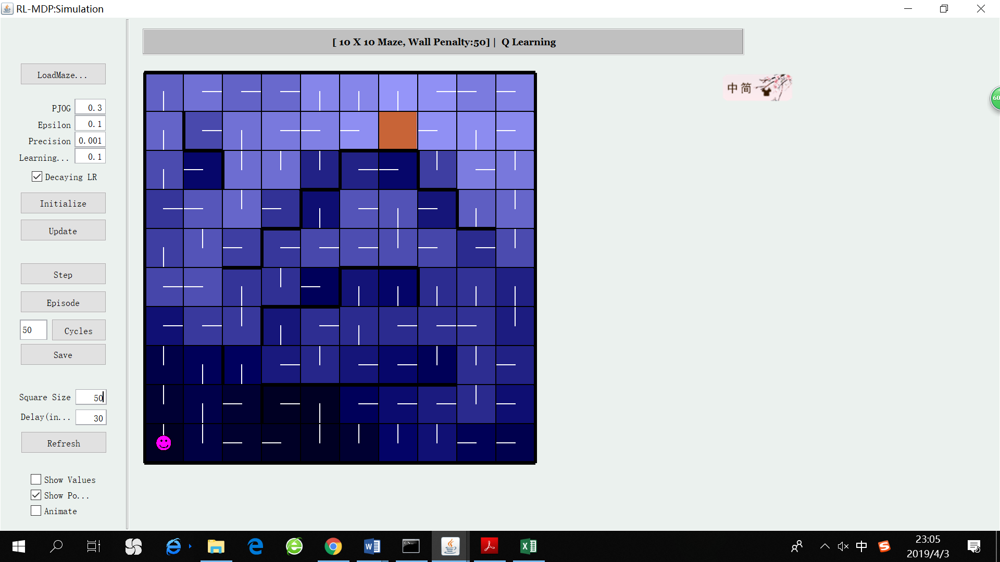 RL-MDP:Simulation
[ 10 X 10 Maze, Wall Penalty:50] | Q Learning
LoadMaze...
PJOG 0.3
Epsilon 0.1
Precision 0.001
Learning... 0.1
Decaying LR
Initialize
Update
Step
Episode
50 Cycles
Save
Square Size 50
Delay(in... 30
Refresh
Show Values
Show Po...
Animate
中简
60
中
23:05
2019/4/3